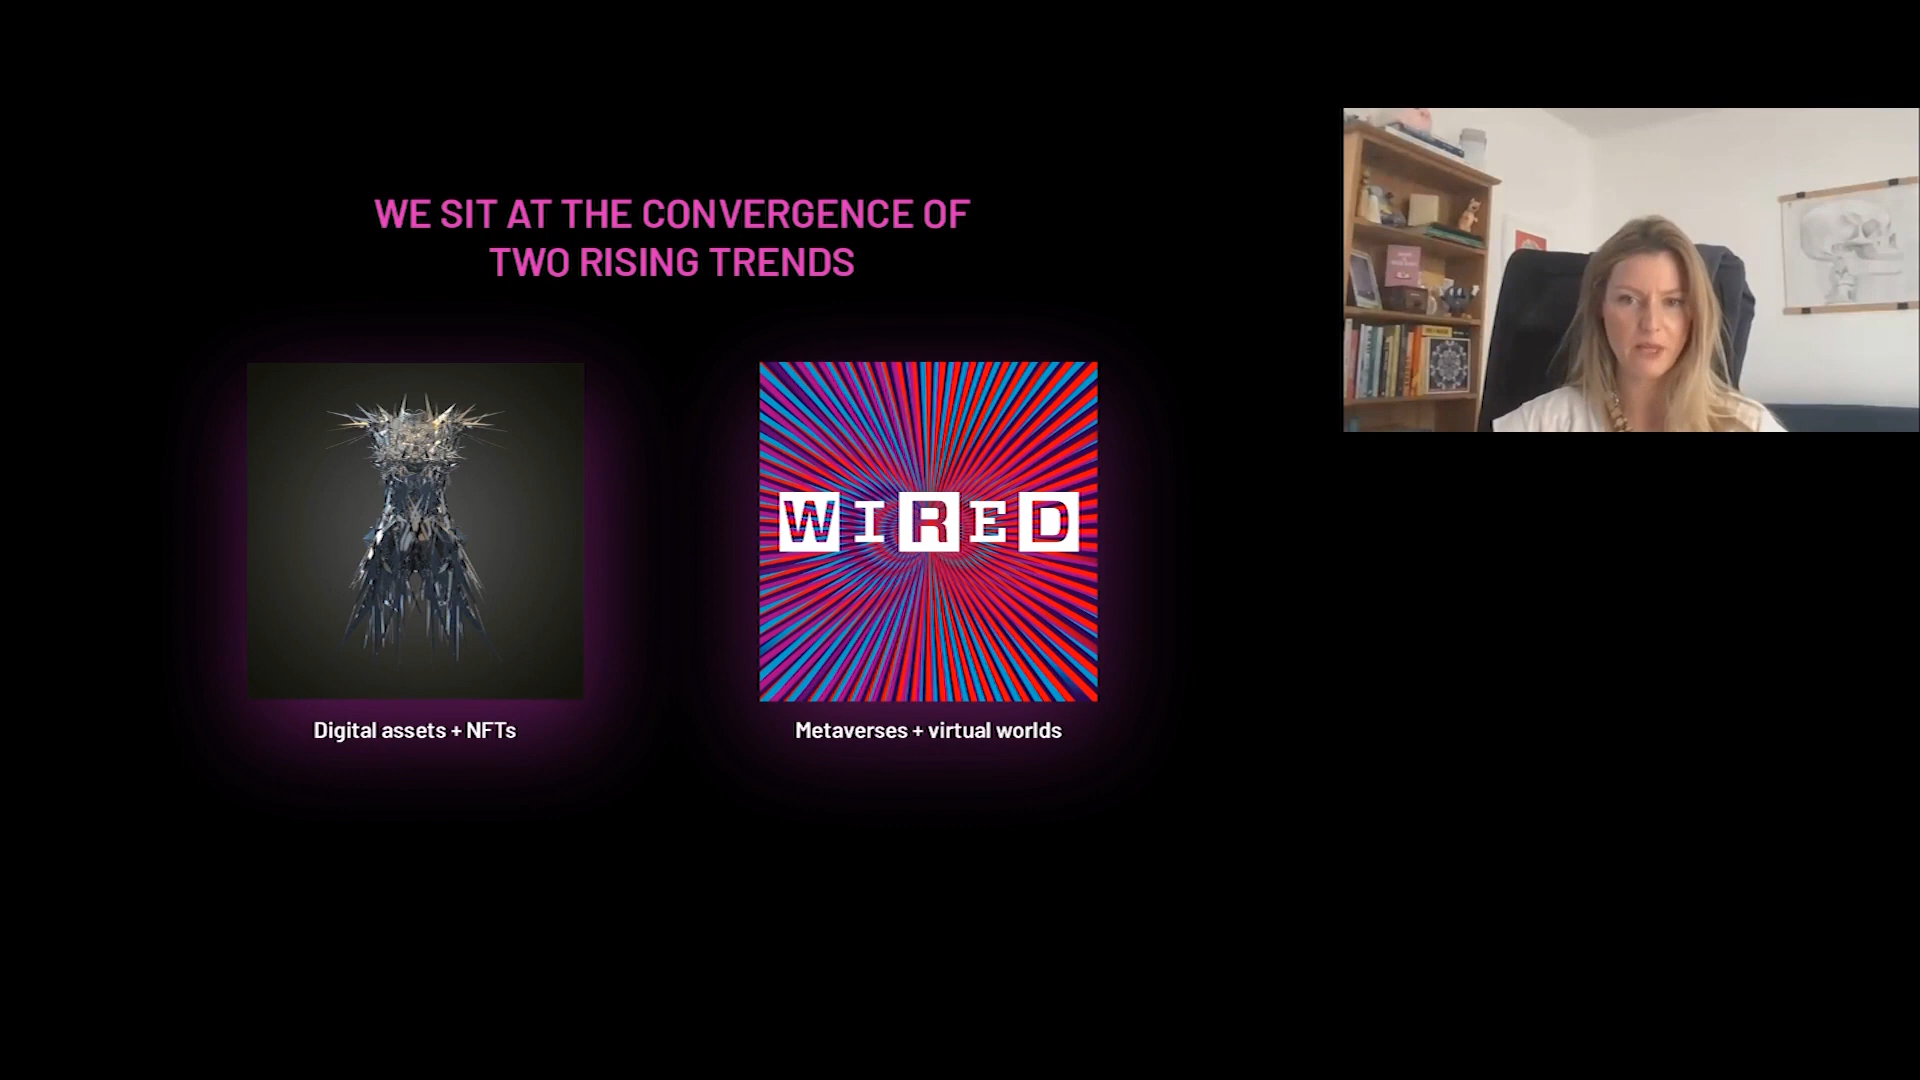 WE SIT AT THE CONVERGENCE OF
TWO RISING TRENDS
WIRED
Digital assets + NFTs
Metaverses + virtual worlds